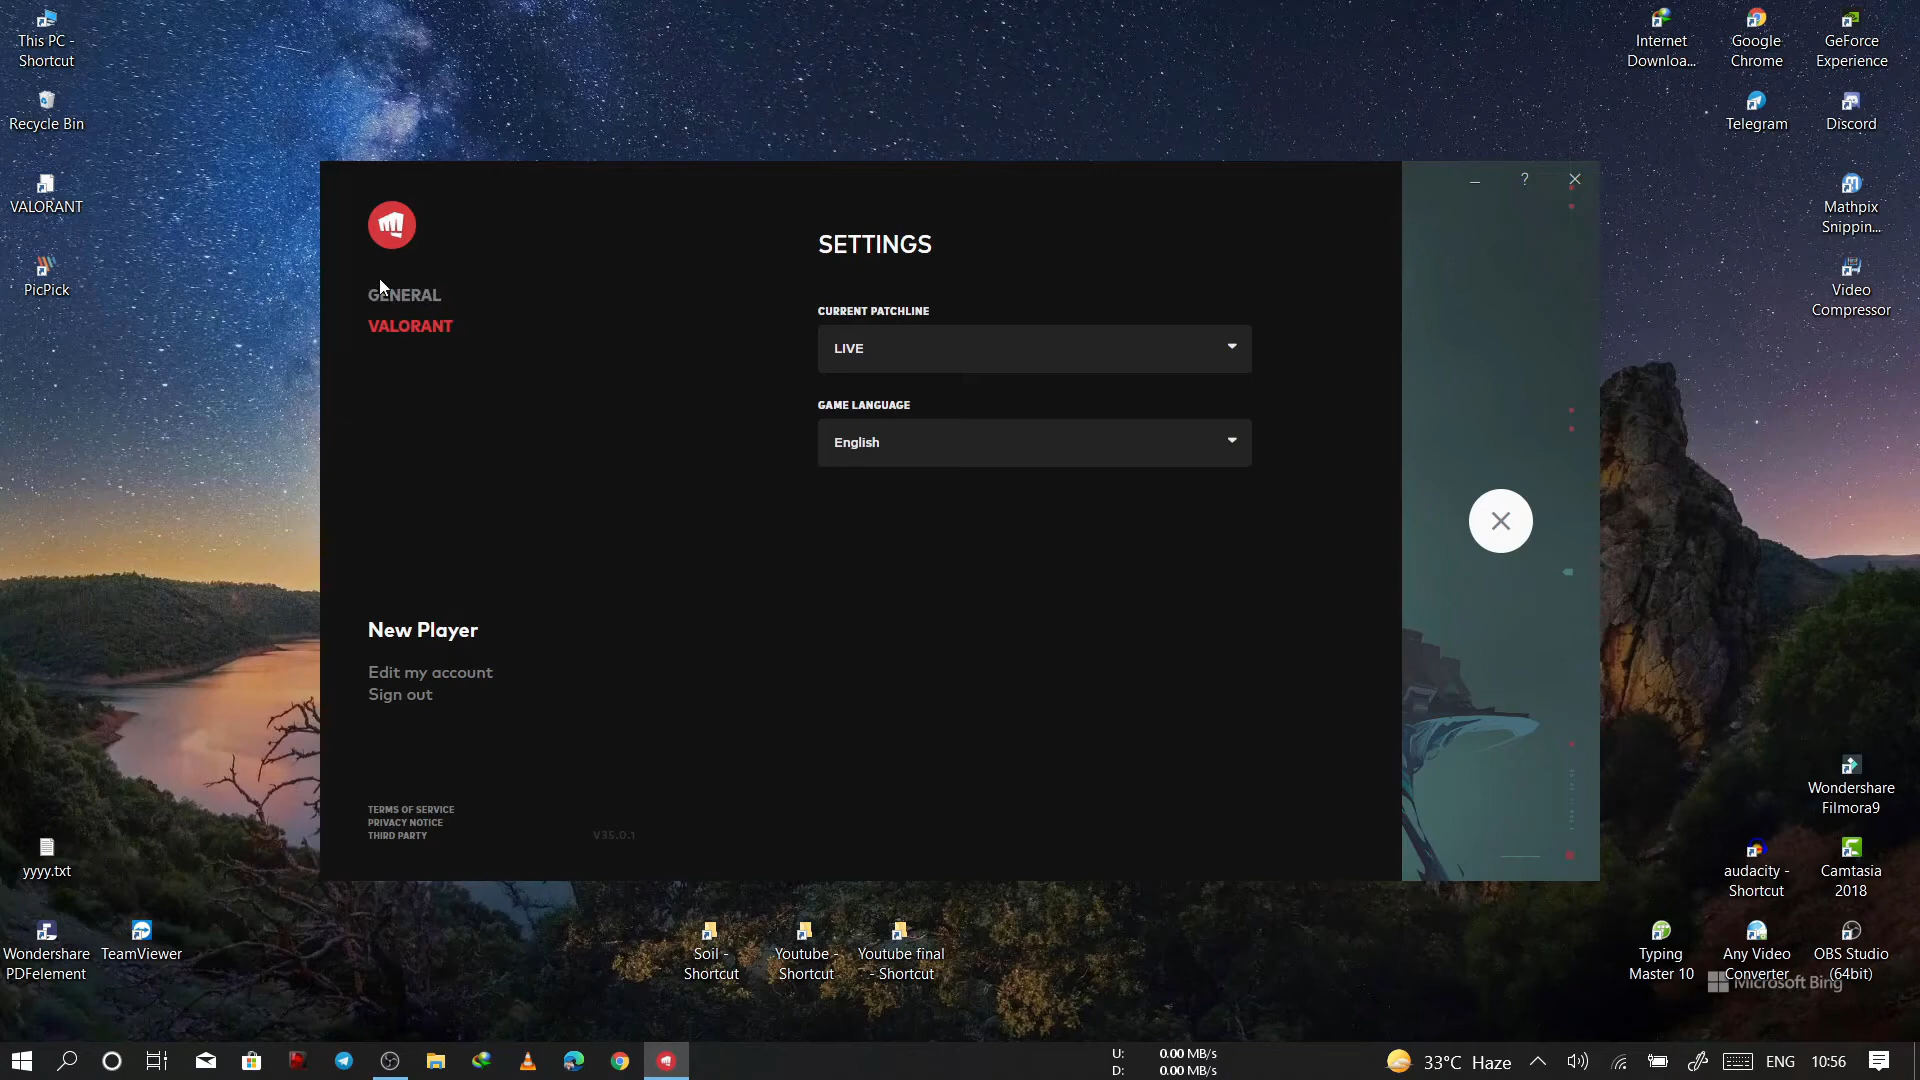 This PC -
Shortcut
Recycle Bin
VALORANT
PicPick
yyyy.txt
Wondershare
PDFelement
TeamViewer
Internet
Downloa...
Google
Chrome
GeForce
Experience
Telegram
Discord
Mathpix
Snippin...
Video
Compressor
?
GENERAL
VALORANT
SETTINGS
CURRENT PATCHLINE
LIVE
GAME LANGUAGE
English
New Player
Edit my account
Sign out
TERMS OF SERVICE
PRIVACY NOTICE
THIRD PARTY
V35.0.1
Soil -
Shortcut
Youtube -
Shortcut
Youtube final
- Shortcut
Wondershare
Filmora9
audacity -
Shortcut
Camtasia
2018
Typing
Master 10
Any Video
Converter
OBS Studio
(64bit)
Microsoft Bing
U: 0.00 MB/s
D: 0.00 MB/s
33°C Haze
ENG
10:56